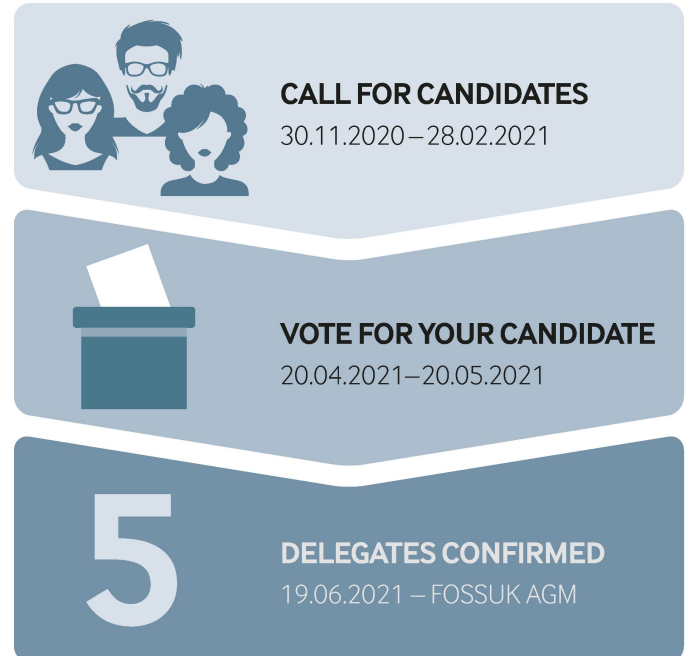 CALL FOR CANDIDATES
30.11.2020–28.02.2021
VOTE FOR YOUR CANDIDATE
20.04.2021–20.05.2021
5
DELEGATES CONFIRMED
19.06.2021 – FOSSUK AGM